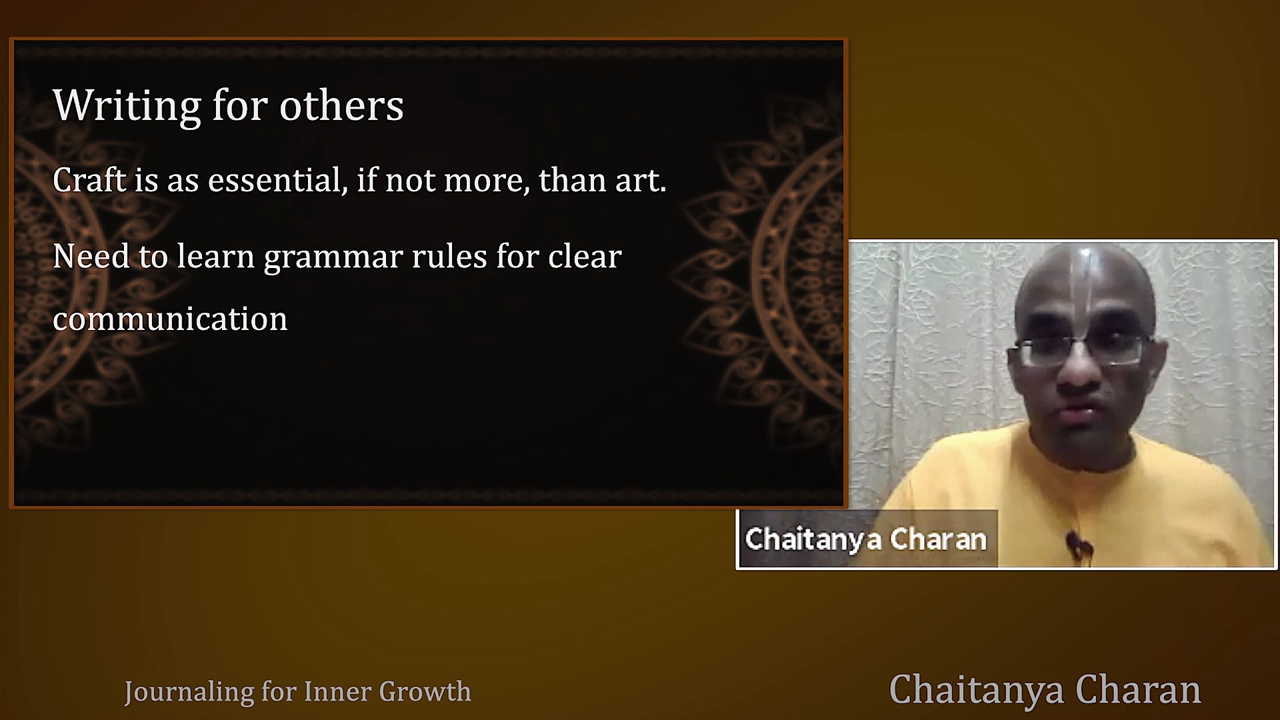 Writing for others
Craft is as essential, if not more, than art.
Need to learn grammar rules for clear
communication
Chaitanya Charan
Journaling for Inner Growth
Chaitanya Charan